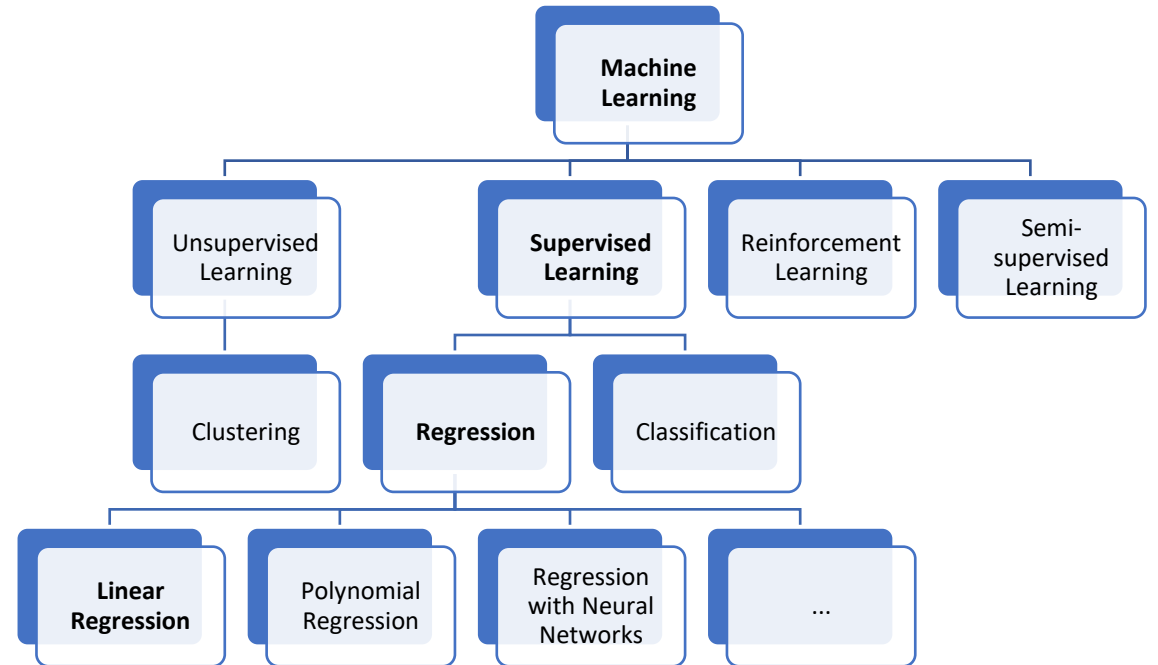 Machine
Learning
Unsupervised
Learning
Supervised
Learning
Reinforcement
Learning
Semi-
supervised
Learning
Clustering
Regression
Classification
Linear
Regression
Polynomial
Regression
Regression
with Neural
Networks
...